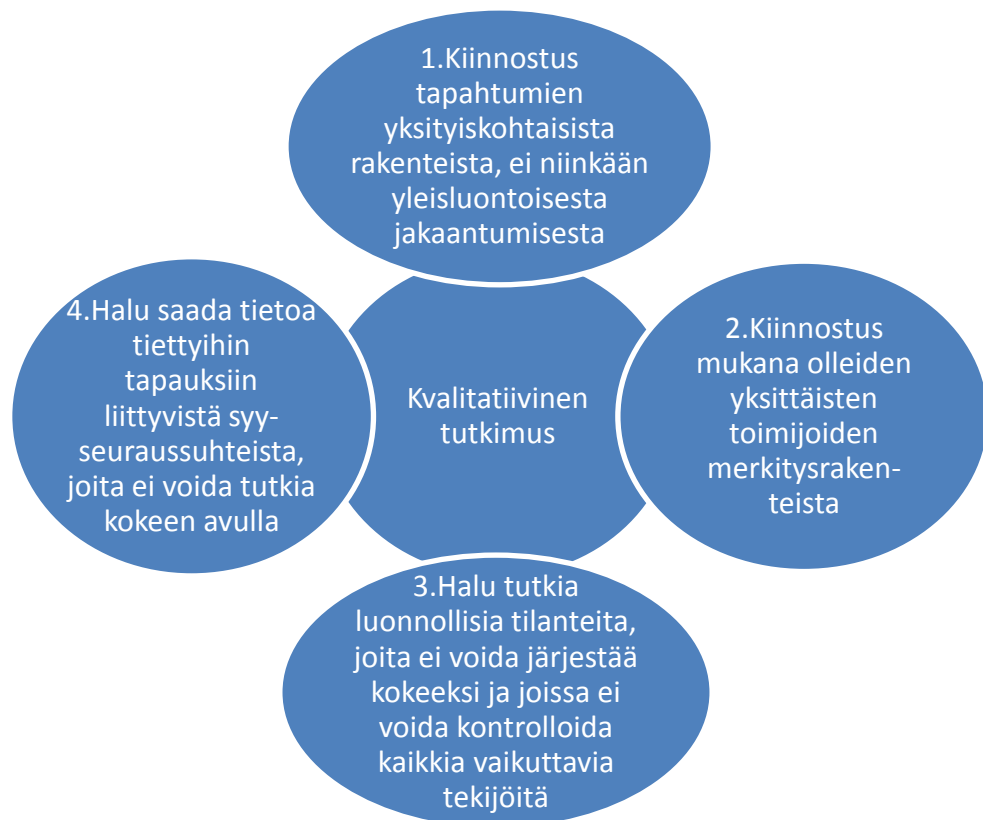 1.Kiinnostus
tapahtumien
yksityiskohtaisista
rakenteista, ei niinkään
yleisluontoisesta
jakaantumisesta
4.Halu saada tietoa
tiettyihin
tapauksiin
liittyvistä syy-
seuraussuhteista,
joita ei voida tutkia
kokeen avulla
Kvalitatiivinen
tutkimus
2.Kiinnostus
mukana olleiden
yksittäisten
toimijoiden
merkitysraken-
teista
3.Halu tutkia
luonnollisia tilanteita,
joita ei voida järjestää
kokeeksi ja joissa ei
voida kontrolloida
kaikkia vaikuttavia
tekijöitä